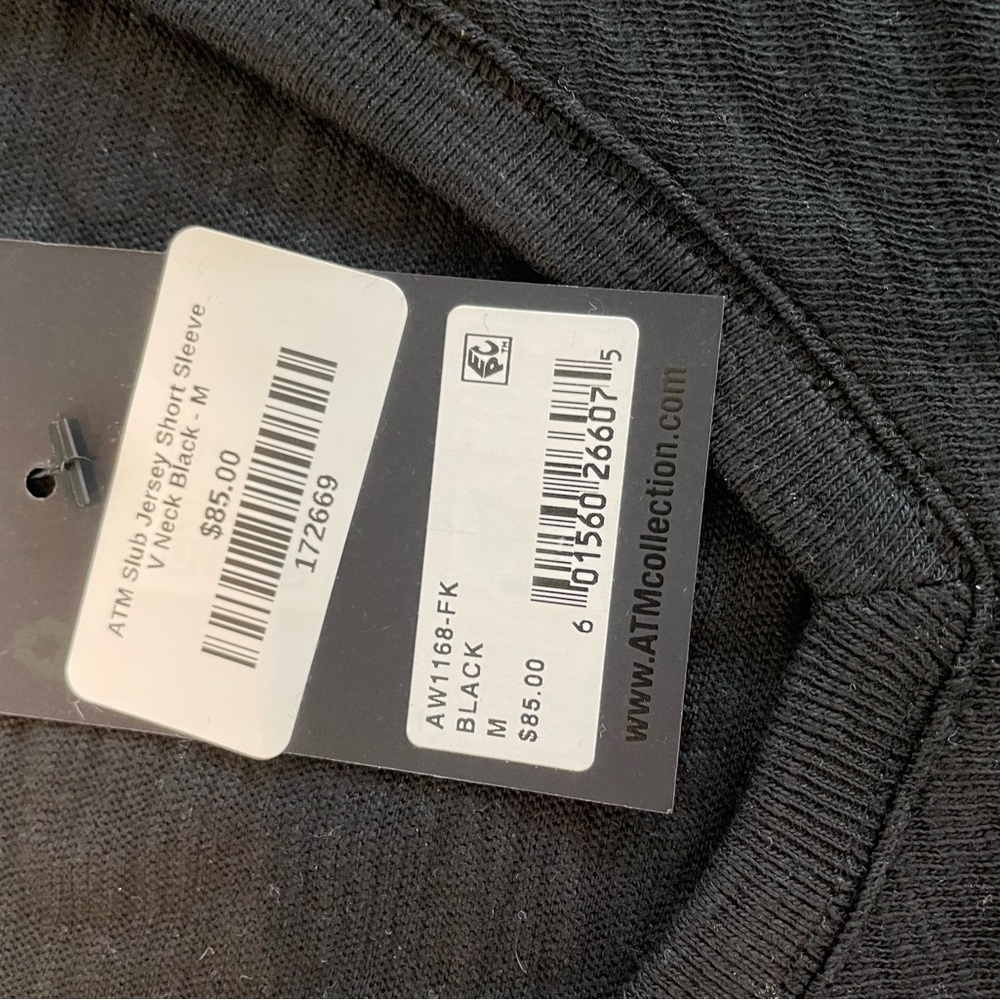 ATM Slub Jersey Short Sleeve
V Neck Black - M
$85.00
172669
EPC™
AW1168-FK
BLACK
M
$85.00
6 01560 26607 5
www.ATMcollection.com